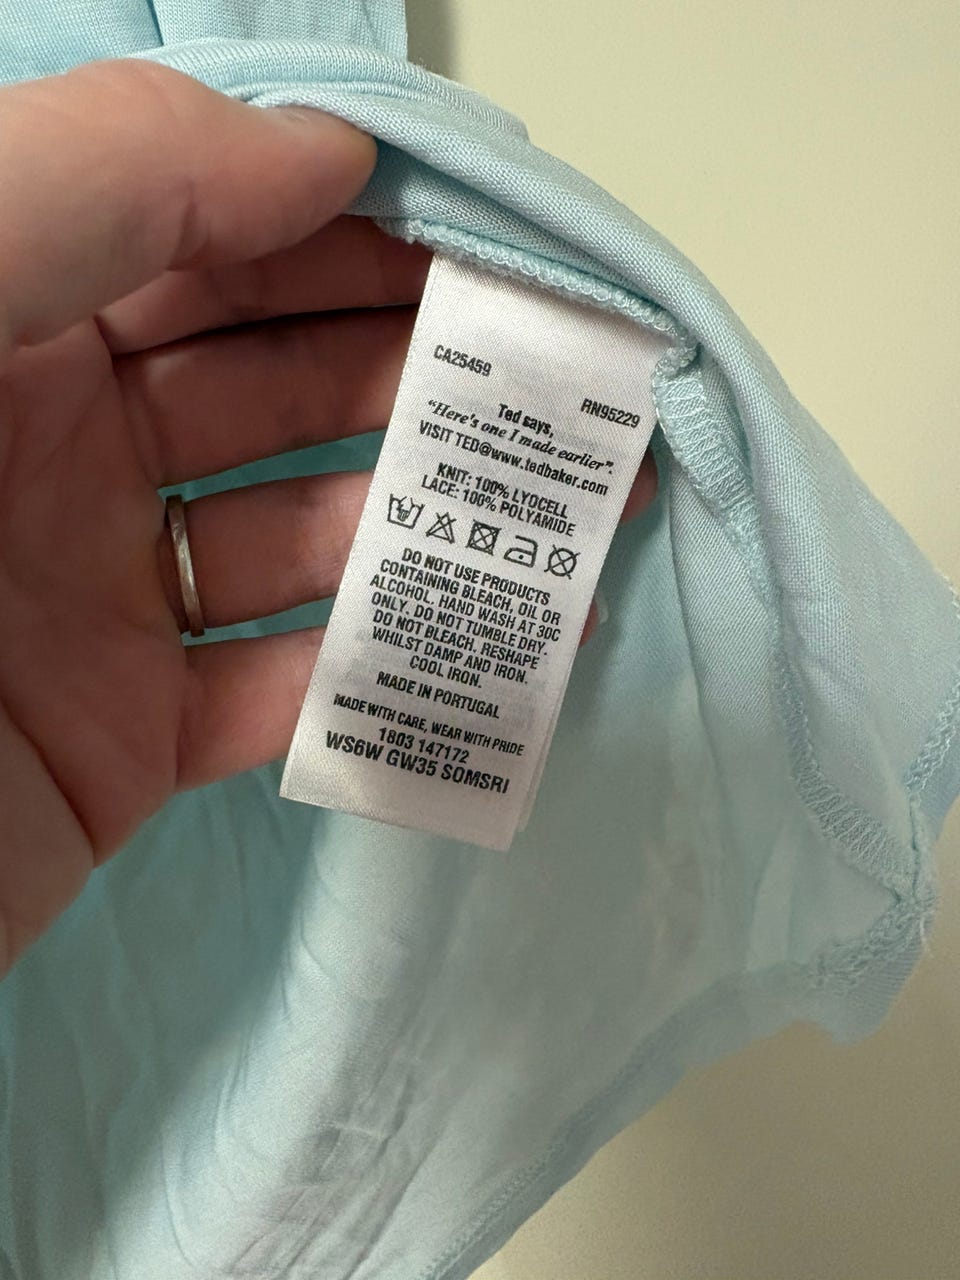 CA25459
RN95229
Ted says,
“Here's one I made earlier”.
VISIT TED@www.tedbaker.com
KNIT: 100% LYOCELL
LACE: 100% POLYAMIDE
DO NOT USE PRODUCTS
CONTAINING BLEACH, OIL OR
ALCOHOL. HAND WASH AT 30C
ONLY. DO NOT TUMBLE DRY.
DO NOT BLEACH. RESHAPE
WHILST DAMP AND IRON.
COOL IRON.
MADE IN PORTUGAL
MADE WITH CARE, WEAR WITH PRIDE
1803 147172
WS6W GW35 SOMSRI